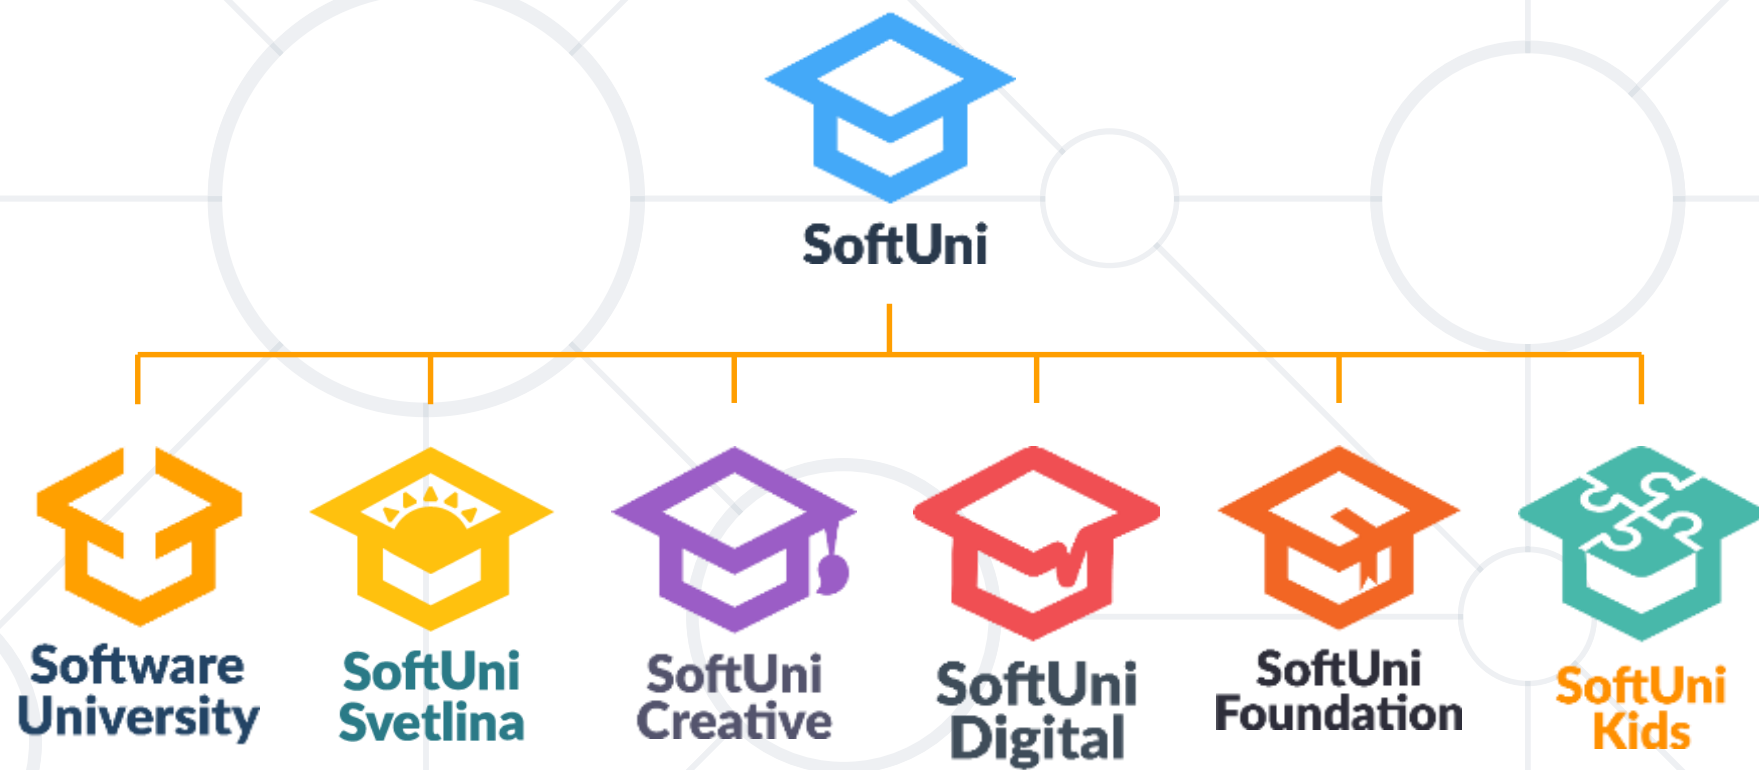 SoftUni
Software
University
SoftUni
Svetlina
SoftUni
Creative
SoftUni
Digital
SoftUni
Foundation
SoftUni
Kids